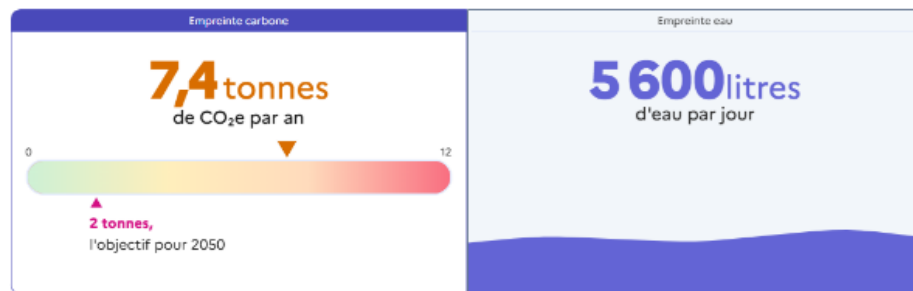 Empreinte carbone
7,4 tonnes
de CO₂e par an
0
12
2 tonnes,
l'objectif pour 2050
Empreinte eau
5 600 litres
d'eau par jour